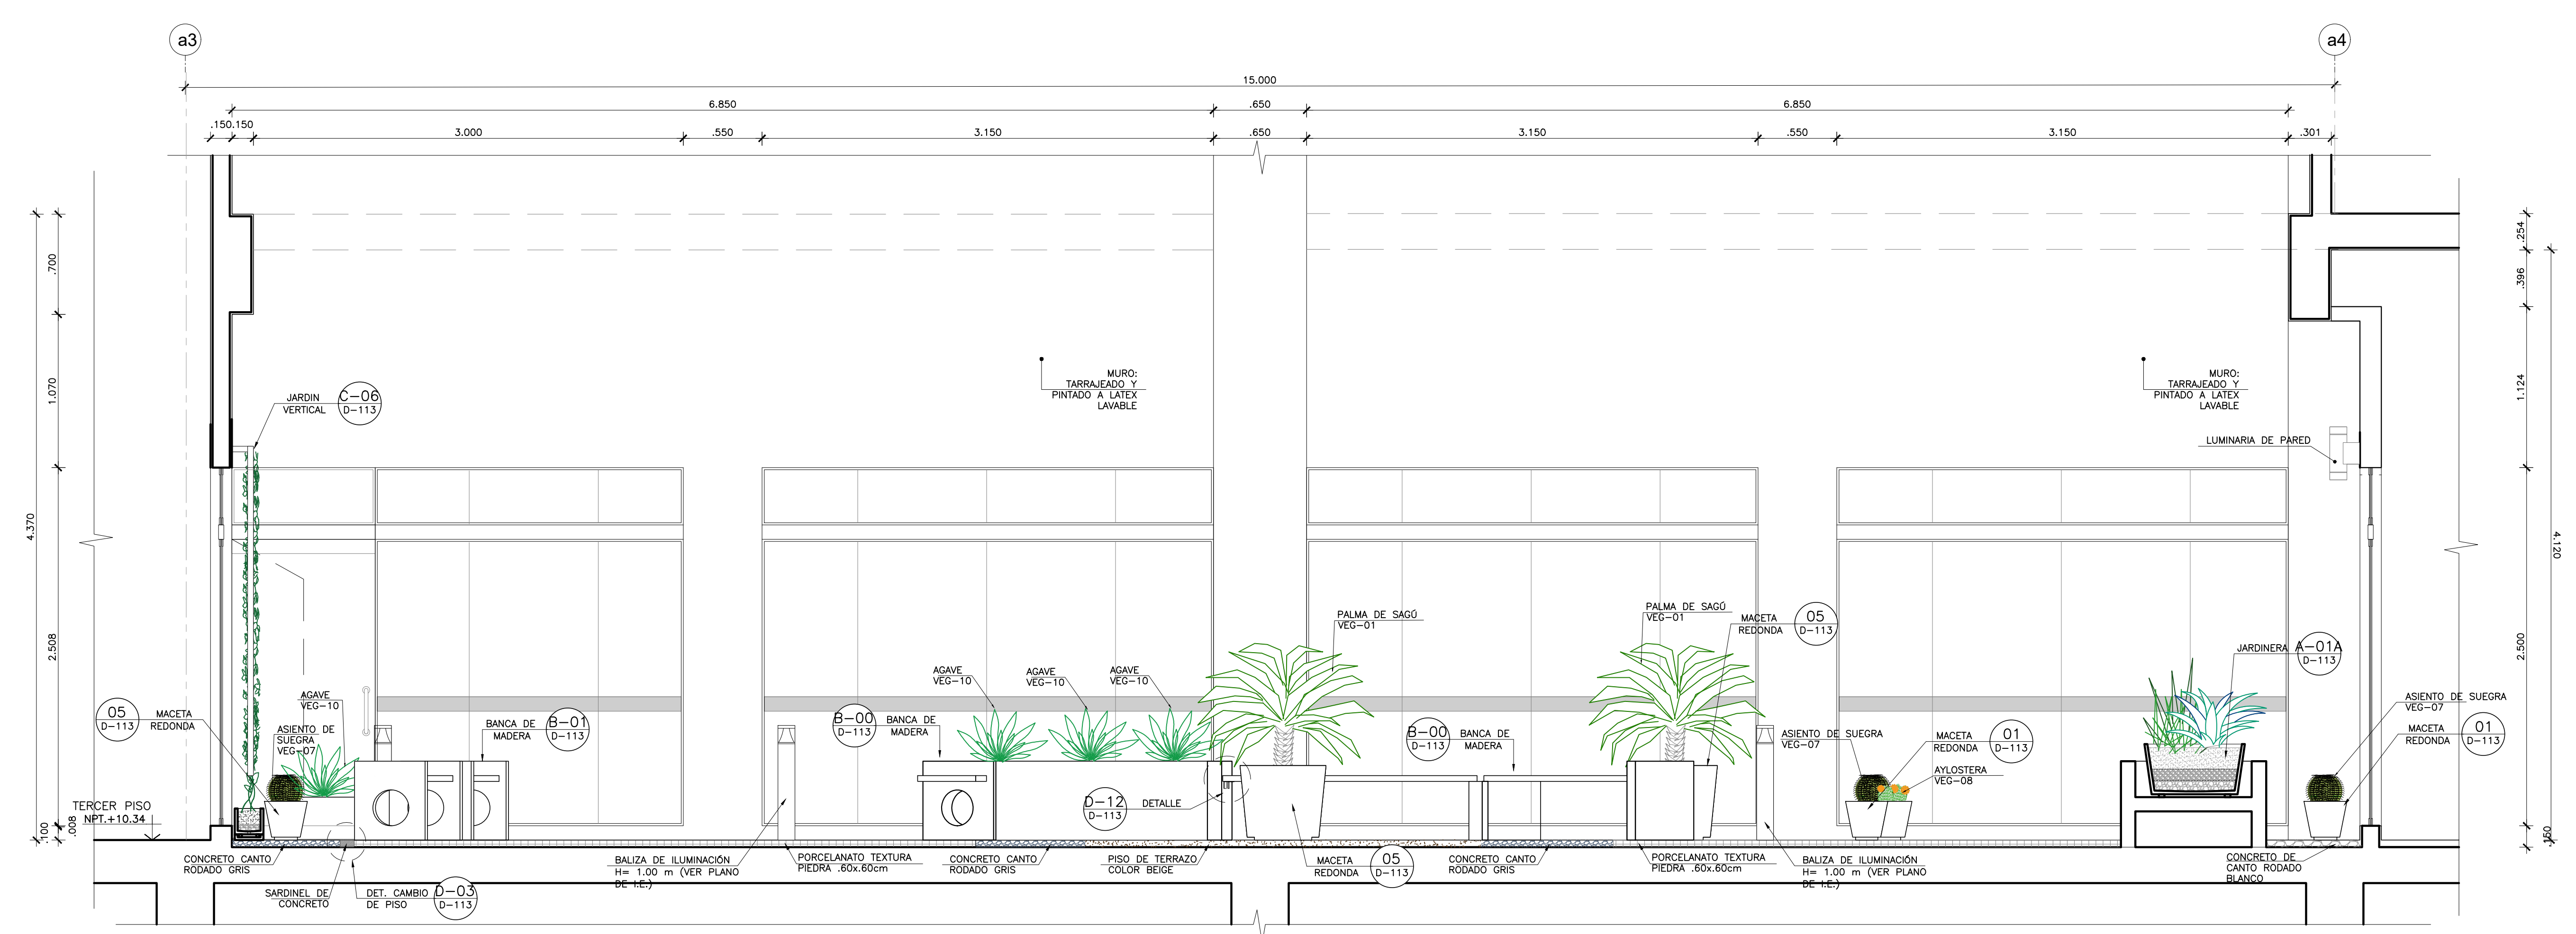 a3
a4
15.000
6.850
.650
6.850
.150
.150
3.000
.550
3.150
.650
3.150
.550
3.150
.301
.700
1.070
4.370
2.508
.100
.008
.254
.396
1.124
4.120
2.500
.150
MURO:
TARRAJEADO Y
PINTADO A LATEX
LAVABLE
MURO:
TARRAJEADO Y
PINTADO A LATEX
LAVABLE
JARDIN
VERTICAL
C-06
D-113
LUMINARIA DE PARED
PALMA DE SAGÚ
VEG-01
PALMA DE SAGÚ
VEG-01
MACETA
REDONDA
05
D-113
JARDINERA
A-01A
D-113
AGAVE
VEG-10
AGAVE
VEG-10
AGAVE
VEG-10
AGAVE
VEG-10
05
D-113
MACETA
REDONDA
ASIENTO DE
SUEGRA
VEG-07
BANCA DE
MADERA
B-01
D-113
B-00
D-113
BANCA DE
MADERA
B-00
D-113
BANCA DE
MADERA
ASIENTO DE SUEGRA
VEG-07
MACETA
REDONDA
01
D-113
AYLOSTERA
VEG-08
ASIENTO DE SUEGRA
VEG-07
MACETA
REDONDA
01
D-113
D-12
D-113
DETALLE
TERCER PISO
NPT.+10.34
CONCRETO CANTO
RODADO GRIS
SARDINEL DE
CONCRETO
DET. CAMBIO
DE PISO
D-03
D-113
BALIZA DE ILUMINACIÓN
H= 1.00 m (VER PLANO
DE I.E.)
PORCELANATO TEXTURA
PIEDRA .60x.60cm
CONCRETO CANTO
RODADO GRIS
PISO DE TERRAZO
COLOR BEIGE
MACETA
REDONDA
05
D-113
CONCRETO CANTO
RODADO GRIS
PORCELANATO TEXTURA
PIEDRA .60x.60cm
BALIZA DE ILUMINACIÓN
H= 1.00 m (VER PLANO
DE I.E.)
CONCRETO DE
CANTO RODADO
BLANCO